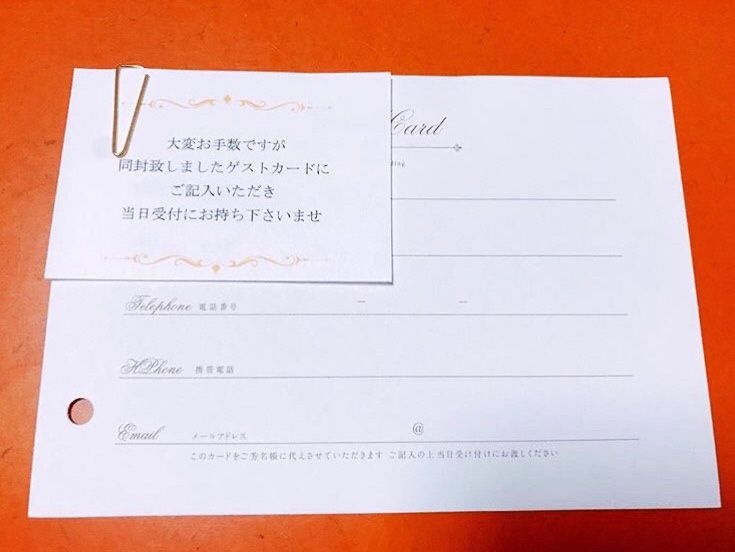 大変お手数ですが
同封致しましたゲストカードに
ご記入いただき
当日受付にお持ち下さいませ
Card
Telephone 電話番号 ー ー
H.Phone 携帯電話
Email メールアドレス @
このカードをご芳名帳に代えさせていただきます ご記入の上当日受け付けにお渡しください